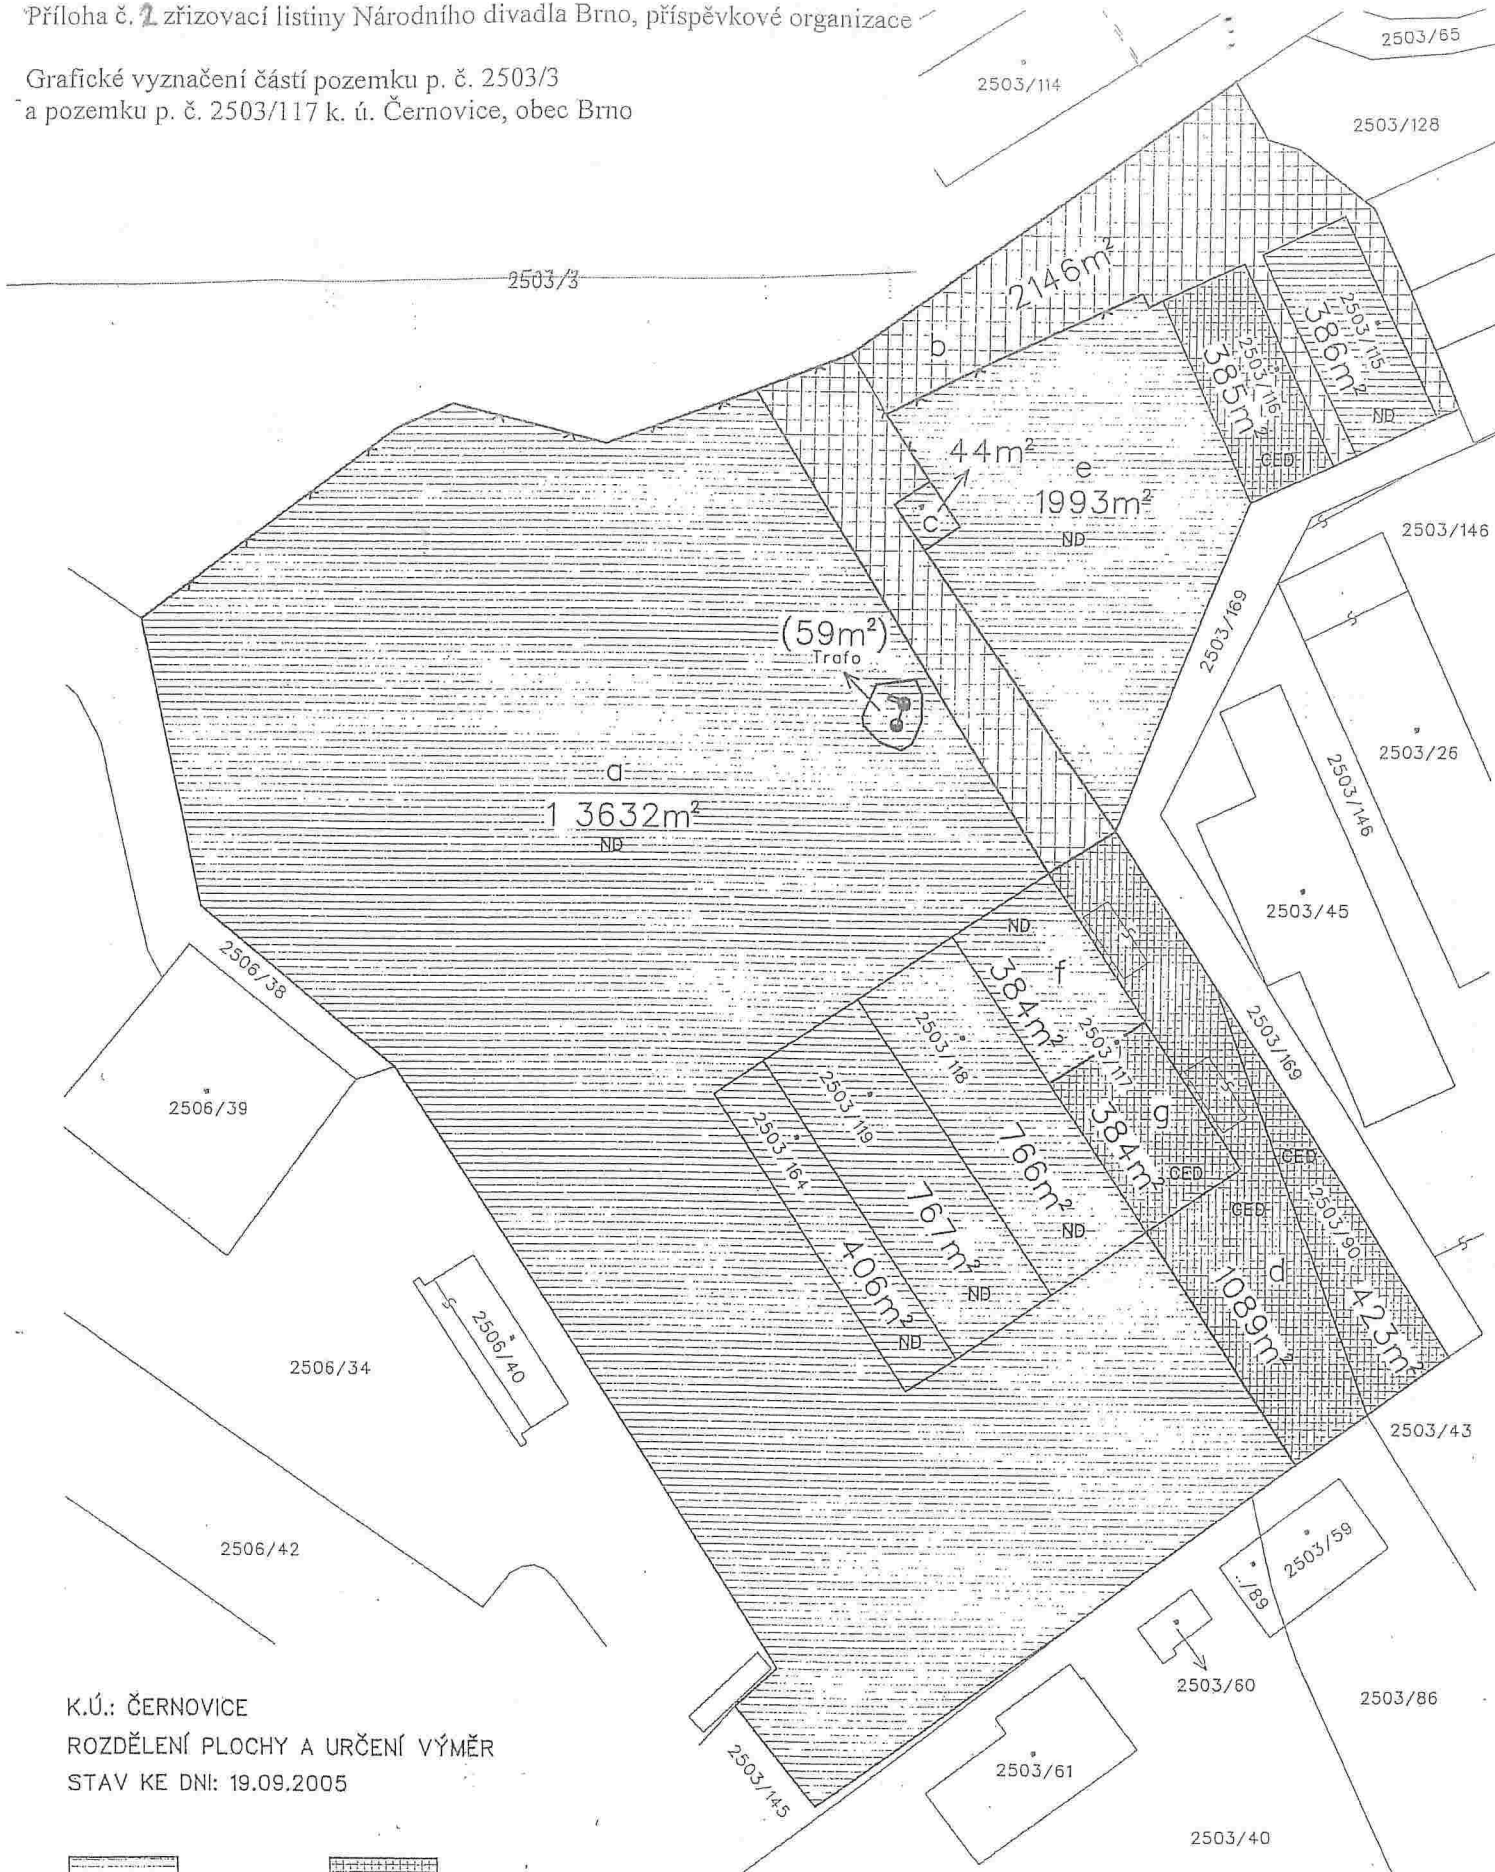 Příloha č. 2 zřizovací listiny Národního divadla Brno, příspěvkové organizace
Grafické vyznačení částí pozemku p. č. 2503/3
a pozemku p. č. 2503/117 k. ú. Černovice, obec Brno
2503/65
2503/114
2503/128
2503/3
2146m²
b
2503/115
386m²
ND
2503/116
385m²
CED
44m²
e
1993m²
ND
c
2503/146
2503/169
(59m²)
Trafo
2503/26
2503/146
a
1 3632m²
ND
2503/45
ND
f
384m²
2506/38
2503/118
2503/117
2503/169
2506/39
2503/119
g
384m²
CED
2503/164
766m²
ND
CED
CED
2503/90
767m²
ND
406m²
ND
d
1089m²
423m²
2506/40
2506/34
2503/43
2506/42
2503/59
../89
2503/60
2503/86
K.Ú.: ČERNOVICE
ROZDĚLENÍ PLOCHY A URČENÍ VÝMĚR
STAV KE DNI: 19.09.2005
2503/145
2503/61
2503/40